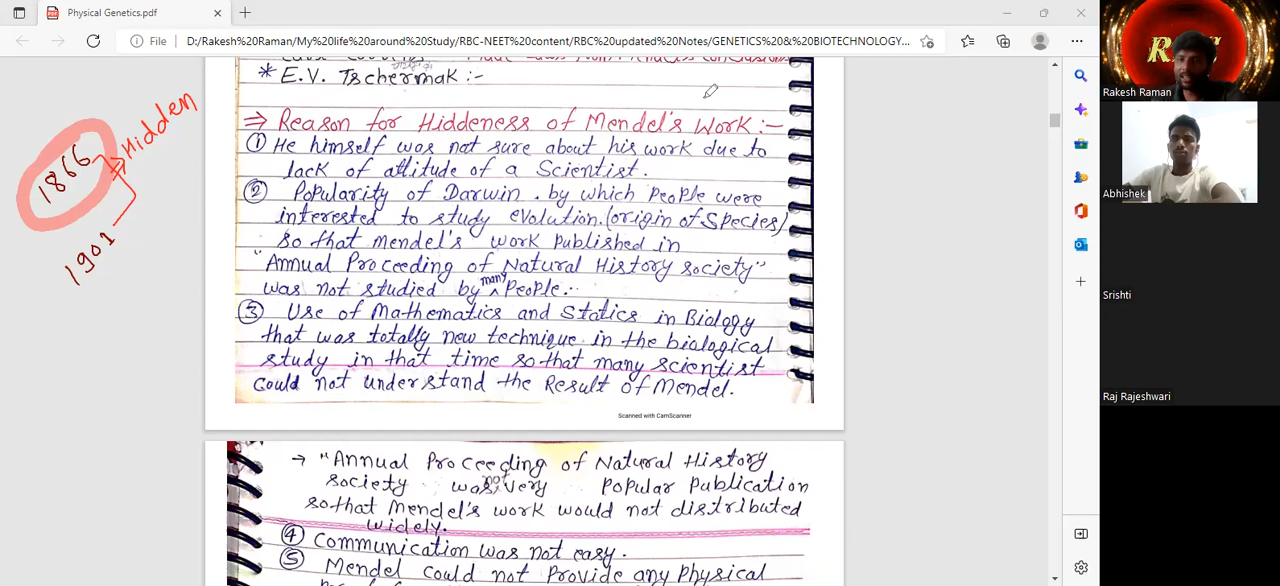 Physical Genetics.pdf
File
D:/Rakesh Raman/My%20life%20around%20Study/RBC-NEET%20content/RBC%20updated%20Notes/GENETICS%20&%20BIOTECHNOLOGY...
* E.V. Tschermak :-
⇒ Reason for Hiddeness of Mendel's Work :-
① He himself was not sure about his work due to
lack of attitude of a Scientist.
② Popularity of Darwin . by which People were
interested to study evolution. (origin of species)
so that mendel's work published in
"Annual Proceeding of Natural History society"
was not studied by many People :-
③ Use of Mathematics and Statics in Biology
that was totally new technique in the biological
study in that time so that many scientist
could not understand the Result of Mendel.
Scanned with CamScanner
→ "Annual Proceeding of Natural History
society was not very Popular Publication
so that mendel's work would not distributed
widely.
④ Communication was not easy.
⑤ Mendel could not Provide any Physical
1866
Hidden
1901
Rakesh Raman
Abhishek
Srishti
Raj Rajeshwari